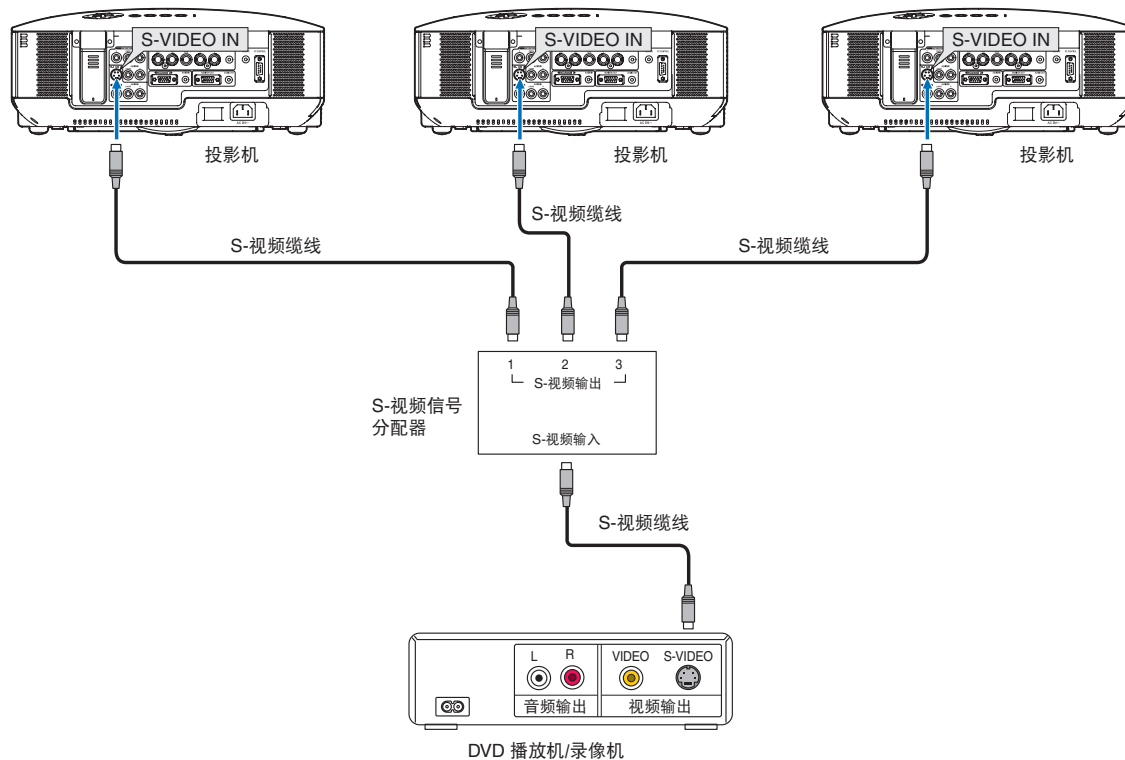 S-VIDEO IN
S-VIDEO IN
S-VIDEO IN
投影机
投影机
投影机
S-视频缆线
S-视频缆线
S-视频缆线
1 2 3
S-视频输出
S-视频信号
分配器
S-视频输入
S-视频缆线
L R VIDEO S-VIDEO
音频输出 视频输出
DVD 播放机/录像机